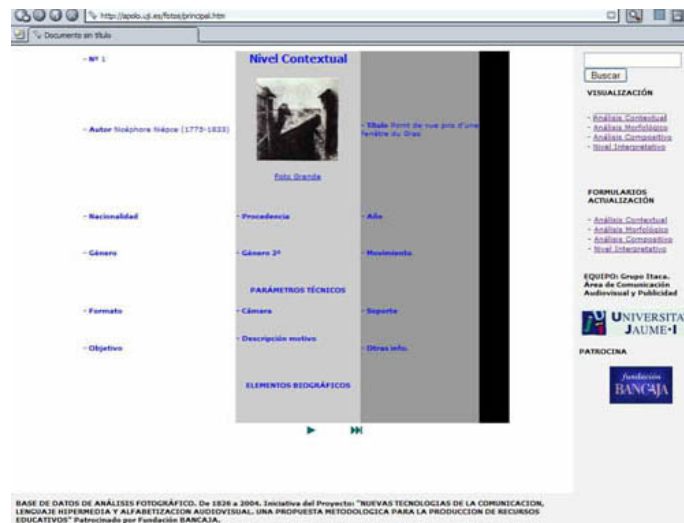 http://apolo.uji.es/fotos/principal.htm
Documento sin título
- Nº 1
Nivel Contextual
- Autor Nicéphore Niépce (1775-1833)
- Título Point de vue pris d'une
fenêtre du Gras
Foto Grande
- Nacionalidad
- Procedencia
- Año
- Género
- Género 2º
- Movimiento
PARÁMETROS TÉCNICOS
- Formato
- Cámara
- Soporte
- Objetivo
- Descripción motivo
- Otras info.
ELEMENTOS BIOGRÁFICOS
Buscar
VISUALIZACIÓN
- Análisis Contextual
- Análisis Morfológico
- Análisis Compositivo
- Nivel Interpretativo
FORMULARIOS
ACTUALIZACIÓN
- Análisis Contextual
- Análisis Morfológico
- Análisis Compositivo
- Nivel Interpretativo
EQUIPO: Grupo Itaca.
Área de Comunicación
Audiovisual y Publicidad
UNIVERSITA
JAUME·I
PATROCINA
fundación
BANCAJA
BASE DE DATOS DE ANÁLISIS FOTOGRÁFICO. De 1826 a 2004. Iniciativa del Proyecto: "NUEVAS TECNOLOGIAS DE LA COMUNICACION,
LENGUAJE HIPERMEDIA Y ALFABETIZACION AUDIOVISUAL. UNA PROPUESTA METODOLOGICA PARA LA PRODUCCION DE RECURSOS
EDUCATIVOS" Patrocinado por Fundación BANCAJA.